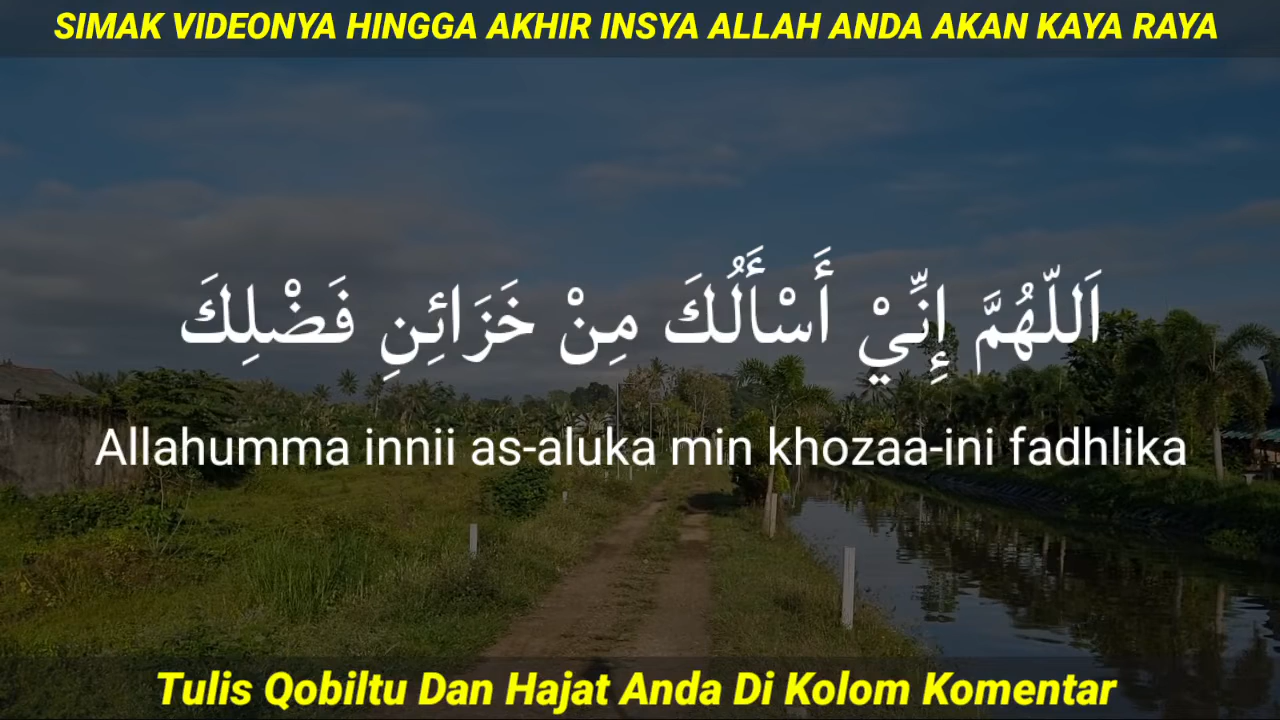 SIMAK VIDEONYA HINGGA AKHIR INSYA ALLAH ANDA AKAN KAYA RAYA
اَللّٰهُمَّ إِنِّيْ أَسْأَلُكَ مِنْ خَزَائِنِ فَضْلِكَ
Allahumma innii as-aluka min khozaa-ini fadhlika
Tulis Qobiltu Dan Hajat Anda Di Kolom Komentar